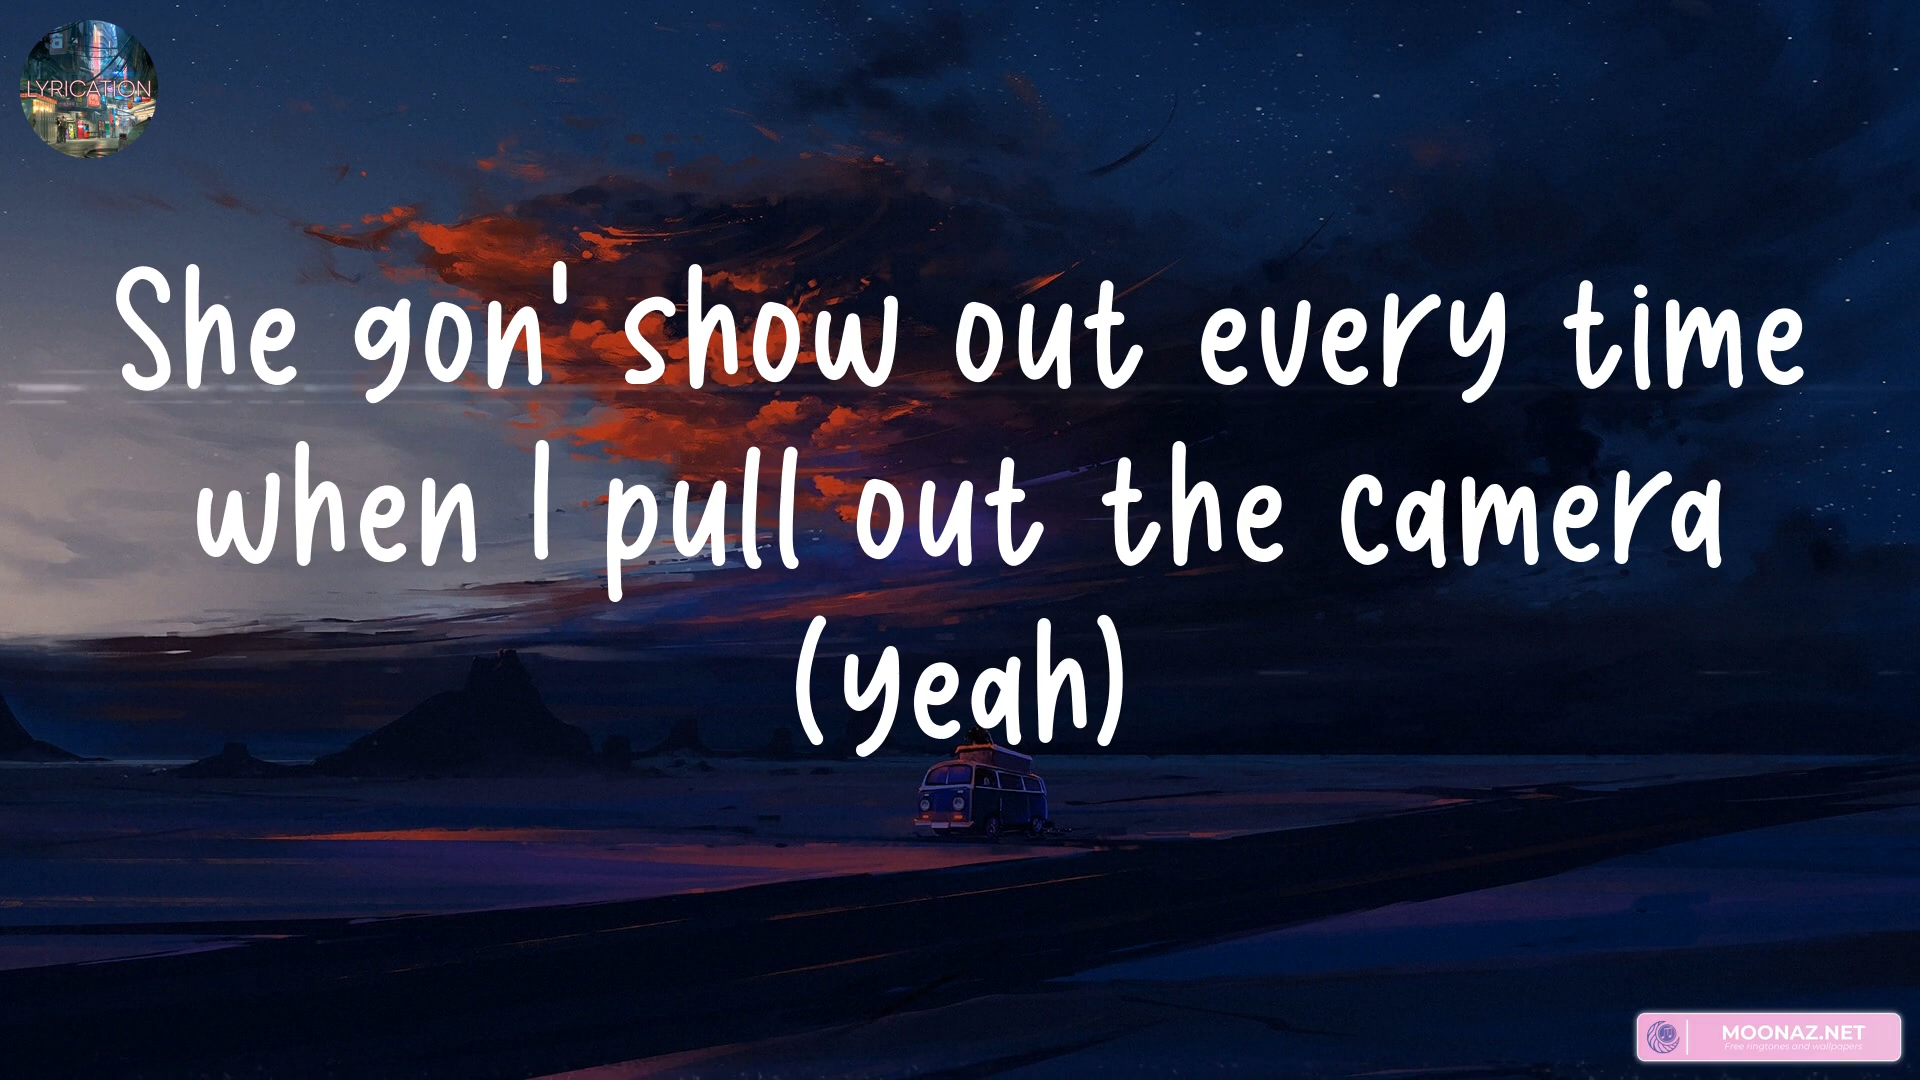 LYRICATION
She gon' show out every time
when I pull out the camera
(yeah)
MOONAZ.NET
Free ringtones and wallpapers